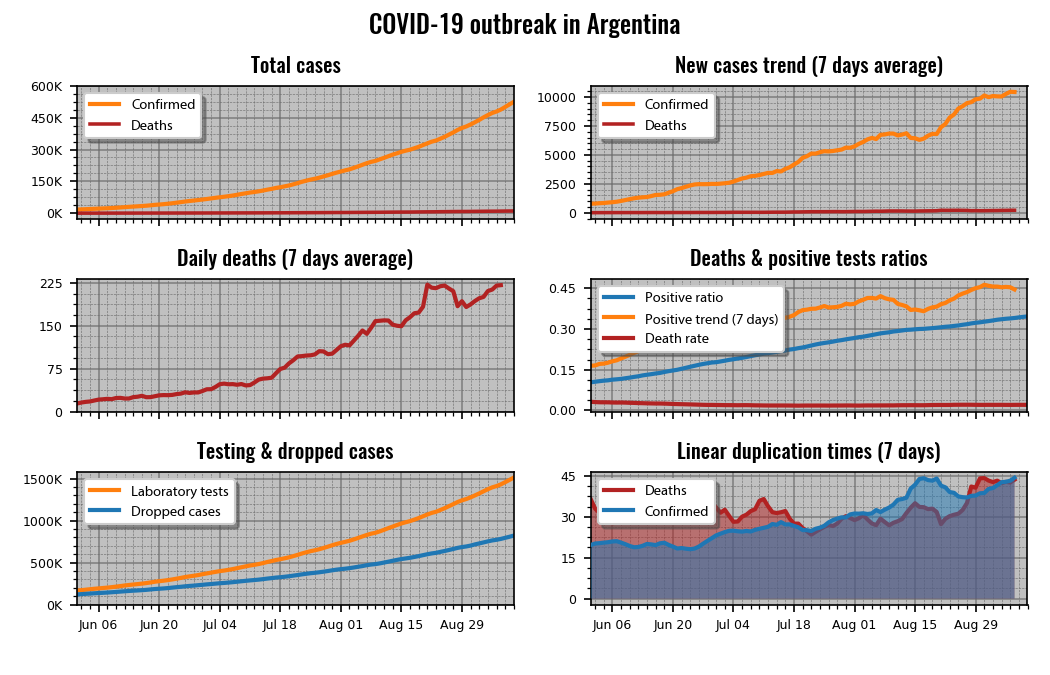 COVID-19 outbreak in Argentina
Total cases
600K
450K
300K
150K
0K
Confirmed
Deaths
New cases trend (7 days average)
10000
7500
5000
2500
0
Confirmed
Deaths
Daily deaths (7 days average)
225
150
75
0
Deaths & positive tests ratios
0.45
0.30
0.15
0.00
Positive ratio
Positive trend (7 days)
Death rate
Testing & dropped cases
1500K
1000K
500K
0K
Laboratory tests
Dropped cases
Jun 06 Jun 20 Jul 04 Jul 18 Aug 01 Aug 15 Aug 29
Linear duplication times (7 days)
45
30
15
0
Deaths
Confirmed
Jun 06 Jun 20 Jul 04 Jul 18 Aug 01 Aug 15 Aug 29